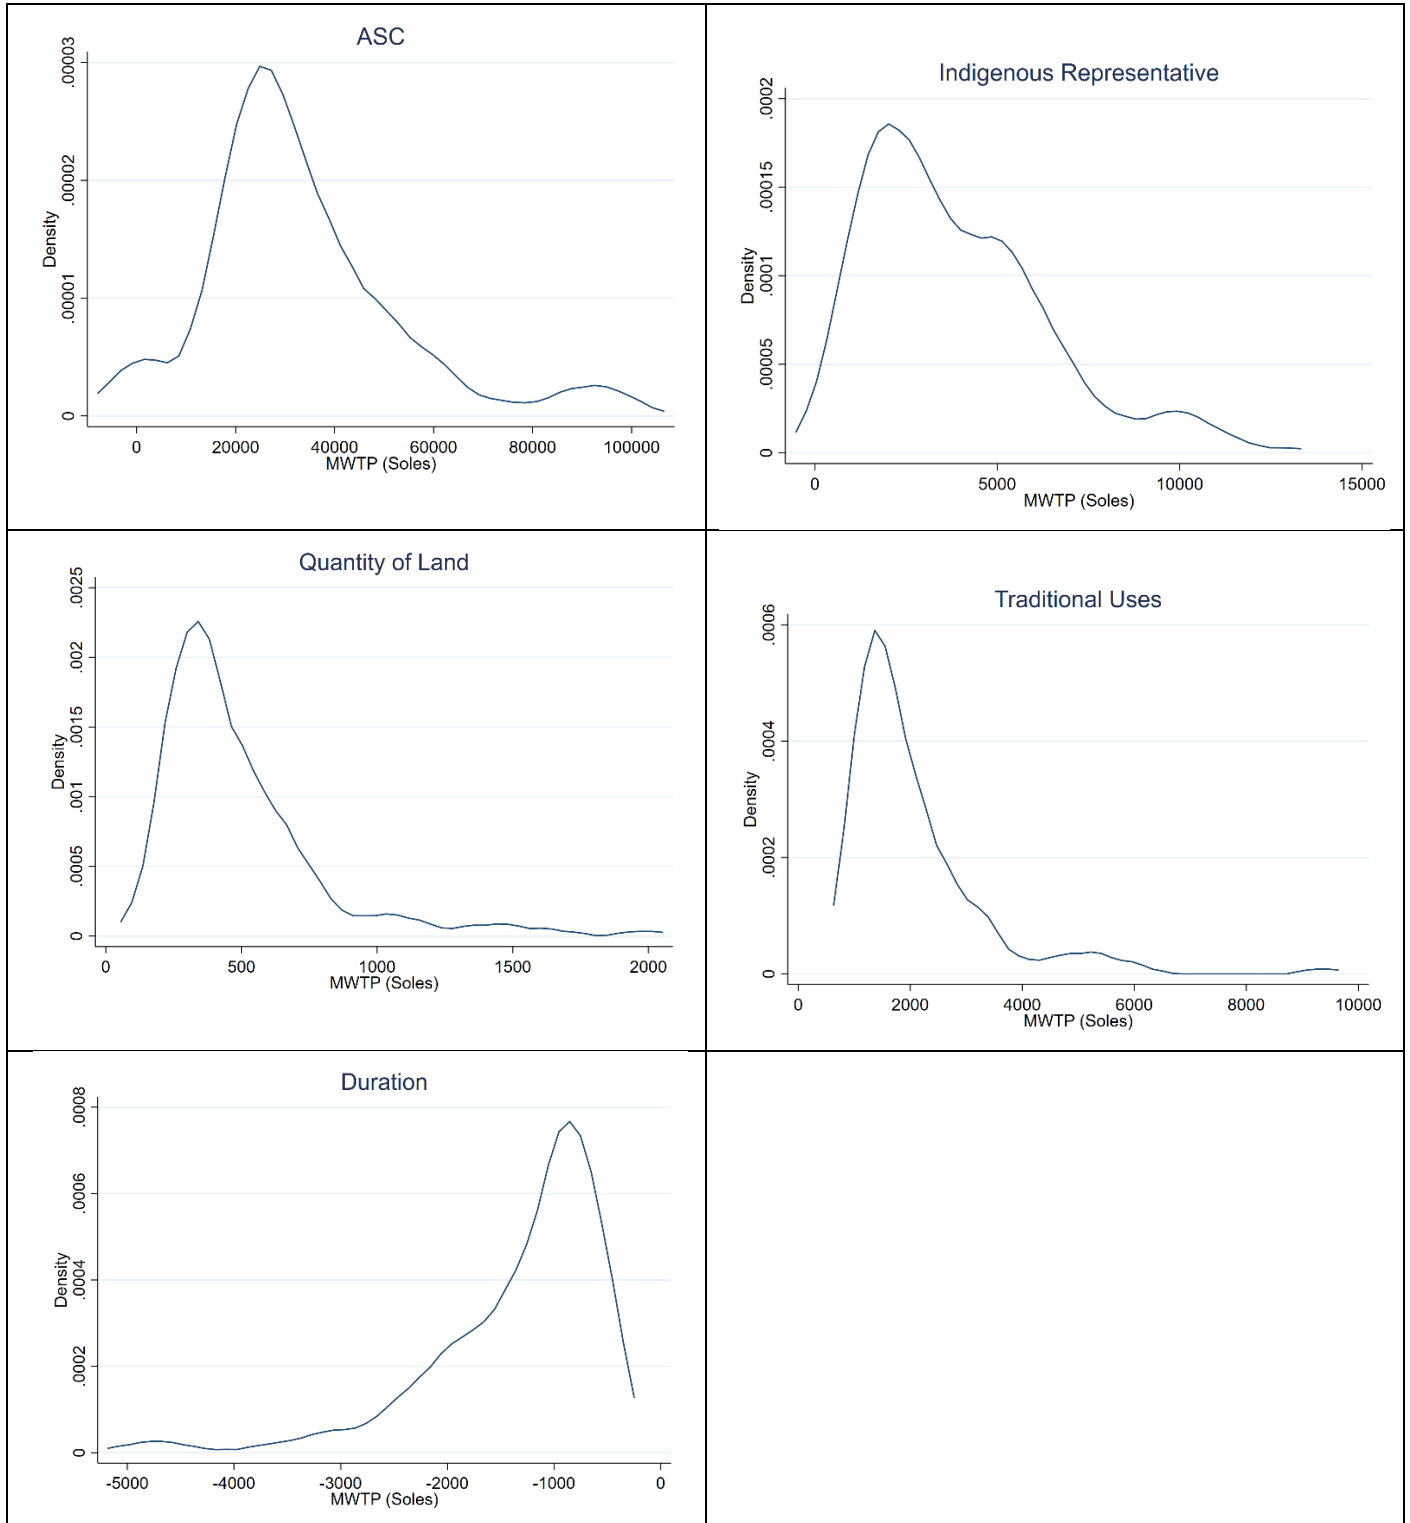 ASC
.00003
.00002
.00001
0
Density
0 20000 40000 60000 80000 100000
MWTP (Soles)
Indigenous Representative
.0002
.00015
.0001
.00005
0
Density
0 5000 10000 15000
MWTP (Soles)
Quantity of Land
.0025
.002
.0015
.001
.0005
0
Density
0 500 1000 1500 2000
MWTP (Soles)
Traditional Uses
.0006
.0004
.0002
0
Density
0 2000 4000 6000 8000 10000
MWTP (Soles)
Duration
.0008
.0006
.0004
.0002
0
Density
-5000 -4000 -3000 -2000 -1000 0
MWTP (Soles)